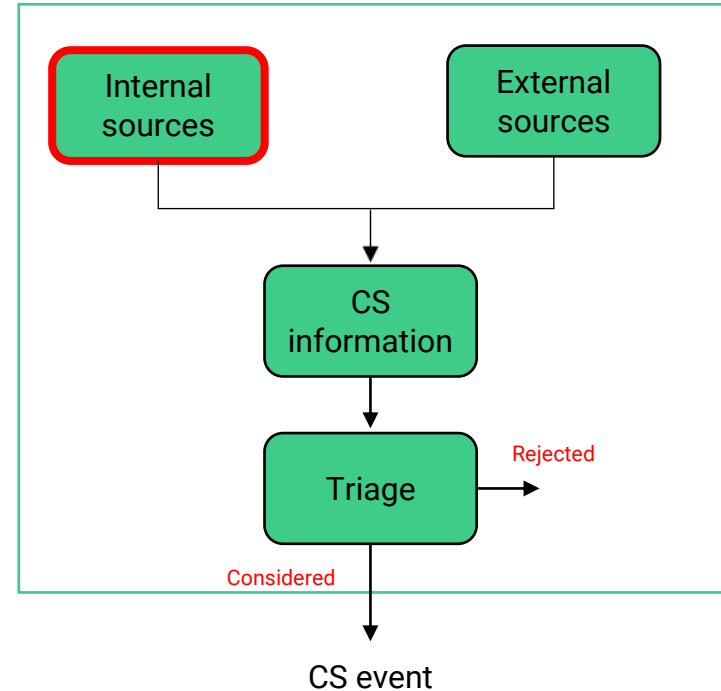 Internal
sources
External
sources
CS
information
Triage
Rejected
Considered
CS event